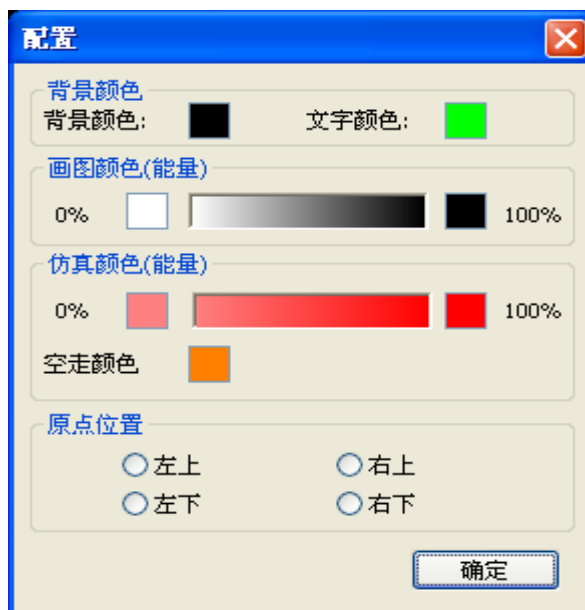 配置
背景颜色
背景颜色: 文字颜色:
画图颜色(能量)
0% 100%
仿真颜色(能量)
0% 100%
空走颜色
原点位置
左上 右上
左下 右下
确定